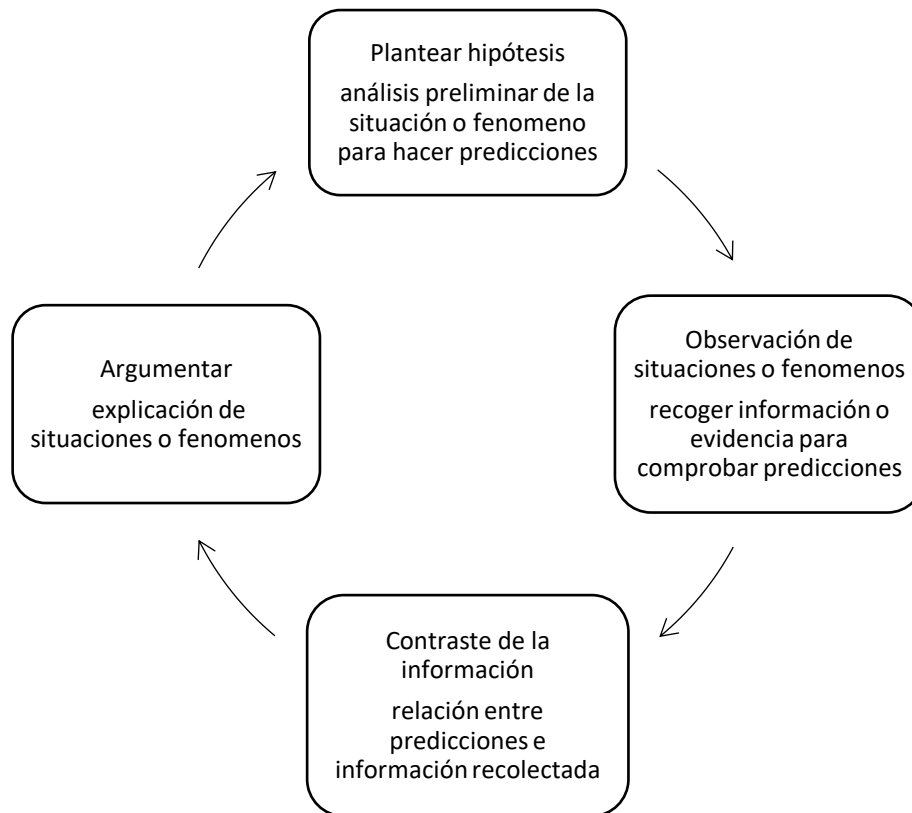 Plantear hipótesis
análisis preliminar de la
situación o fenomeno
para hacer predicciones
Observación de
situaciones o fenomenos
recoger información o
evidencia para
comprobar predicciones
Contraste de la
información
relación entre
predicciones e
información recolectada
Argumentar
explicación de
situaciones o fenomenos